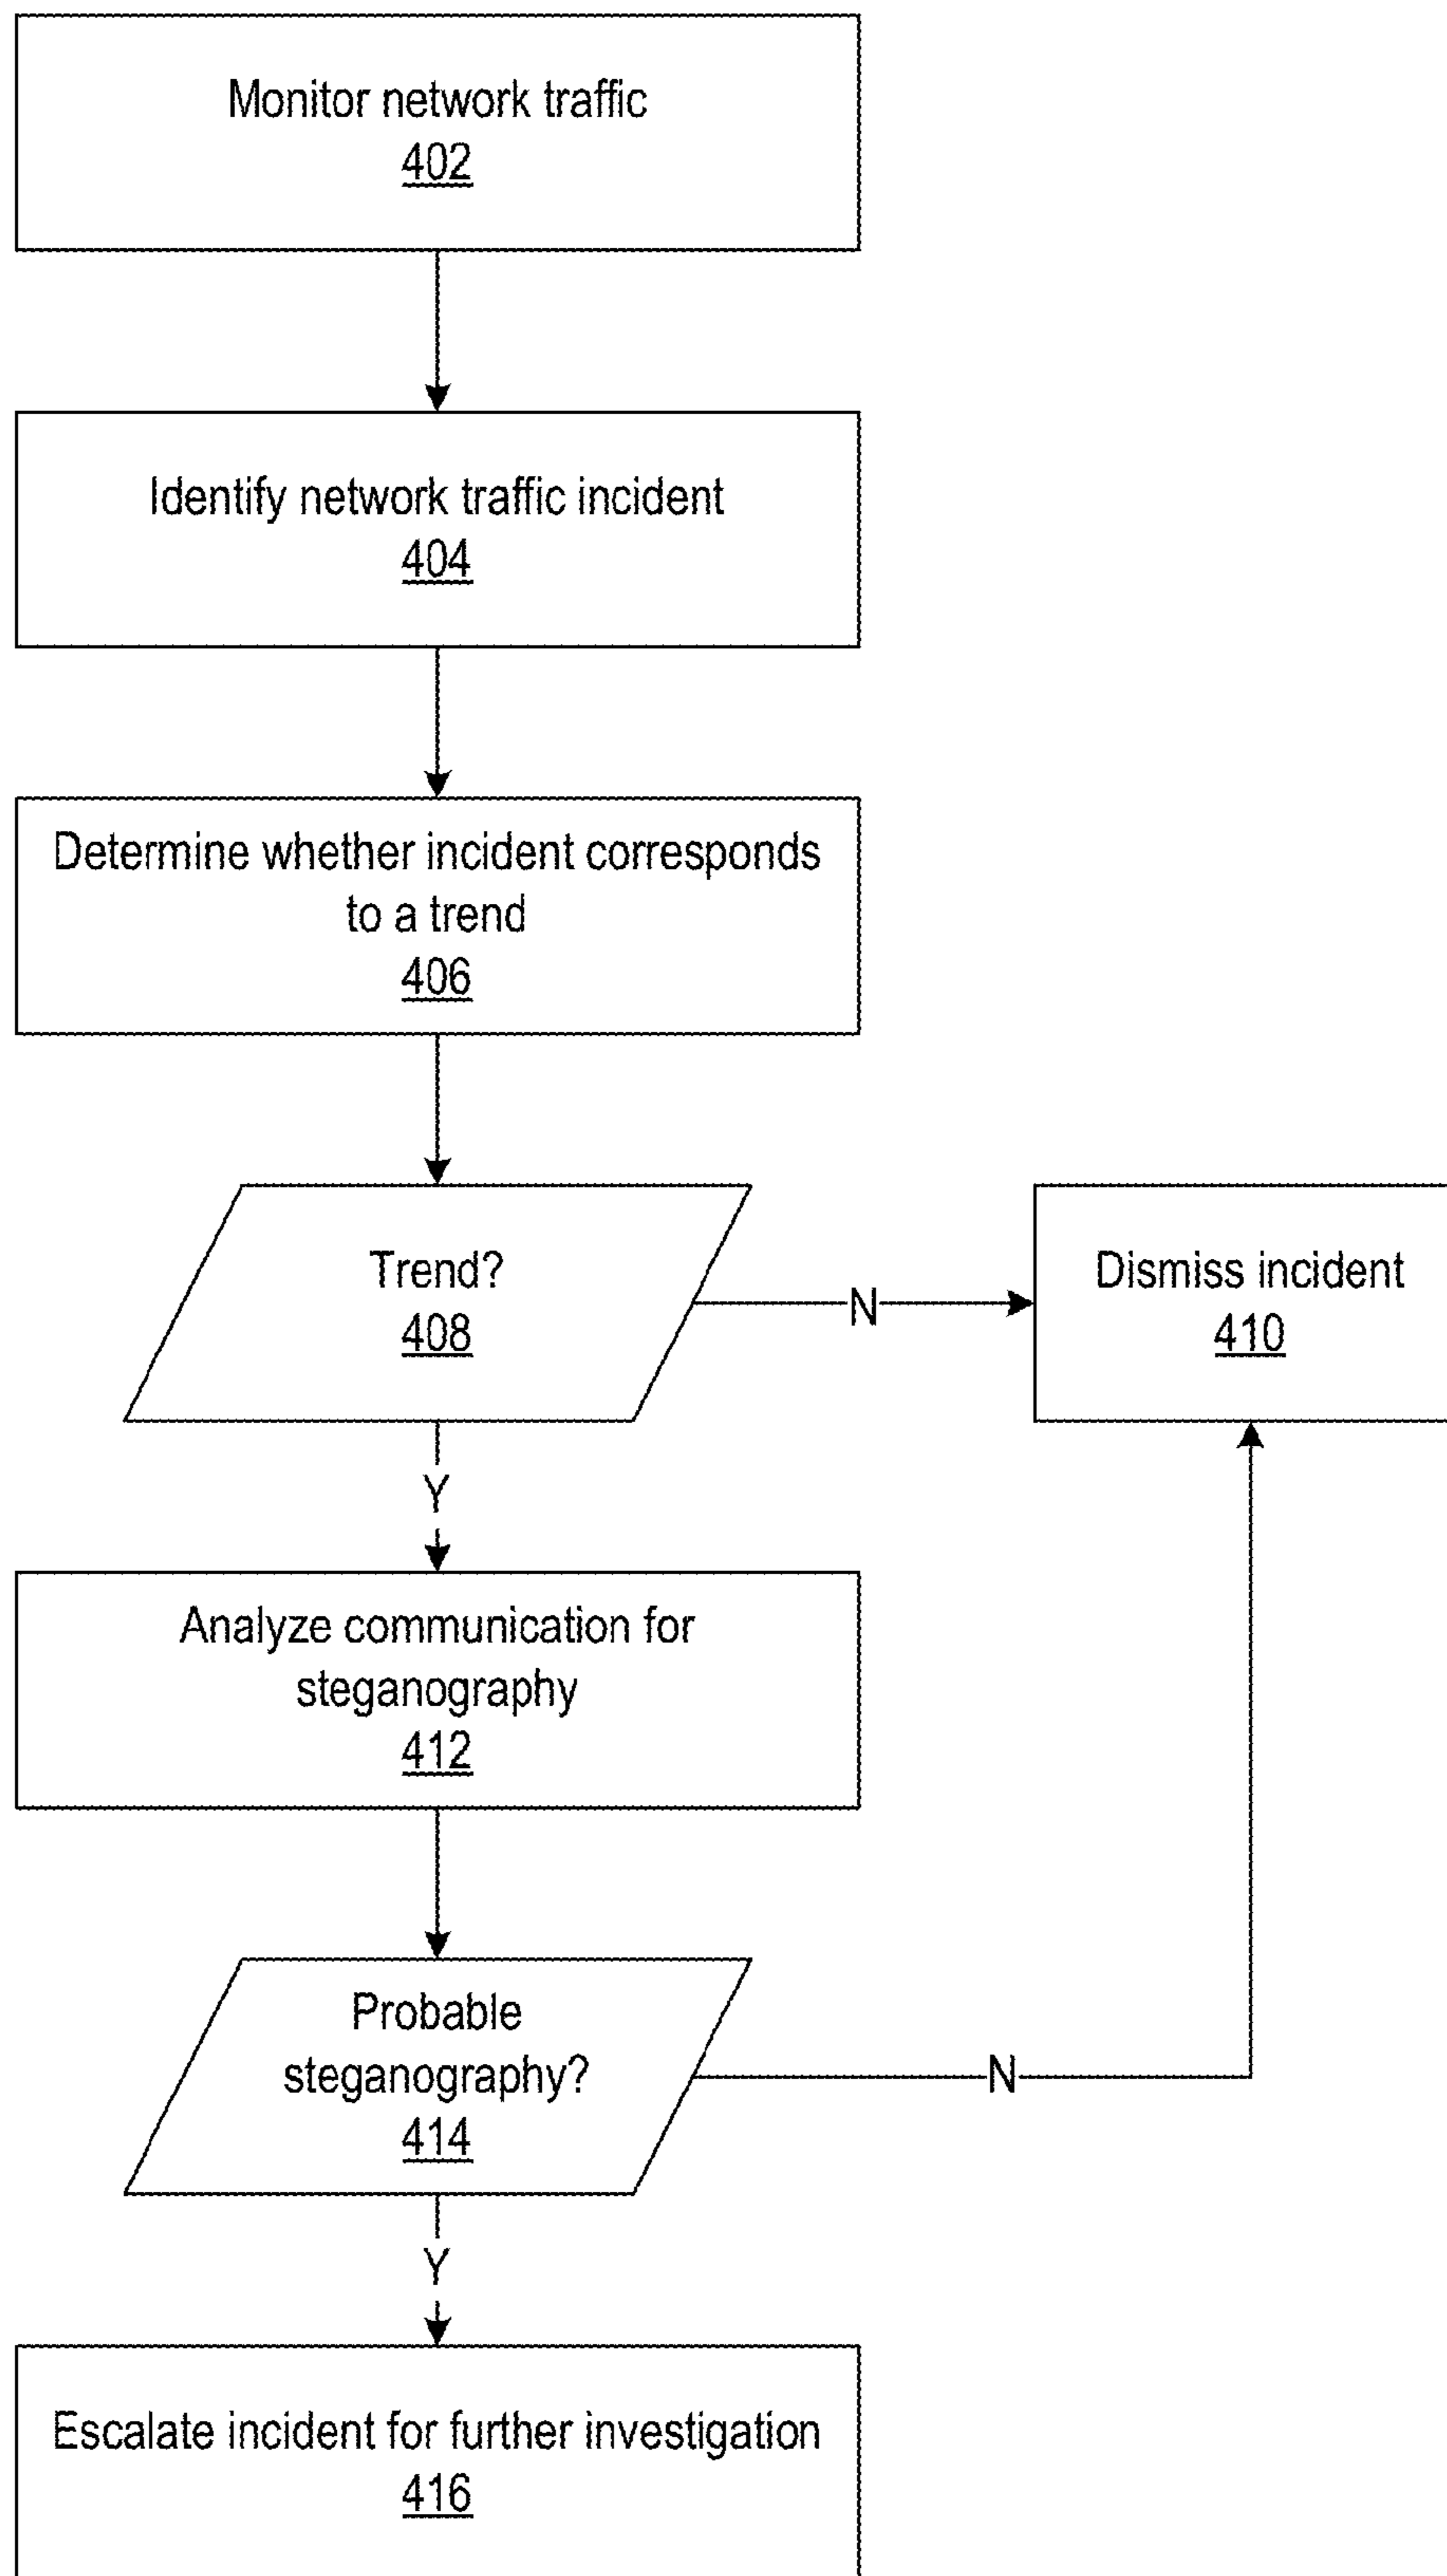 Monitor network traffic
402
Identify network traffic incident
404
Determine whether incident corresponds
to a trend
406
Trend?
408
N
Dismiss incident
410
Y
Analyze communication for
steganography
412
Probable
steganography?
414
N
Y
Escalate incident for further investigation
416